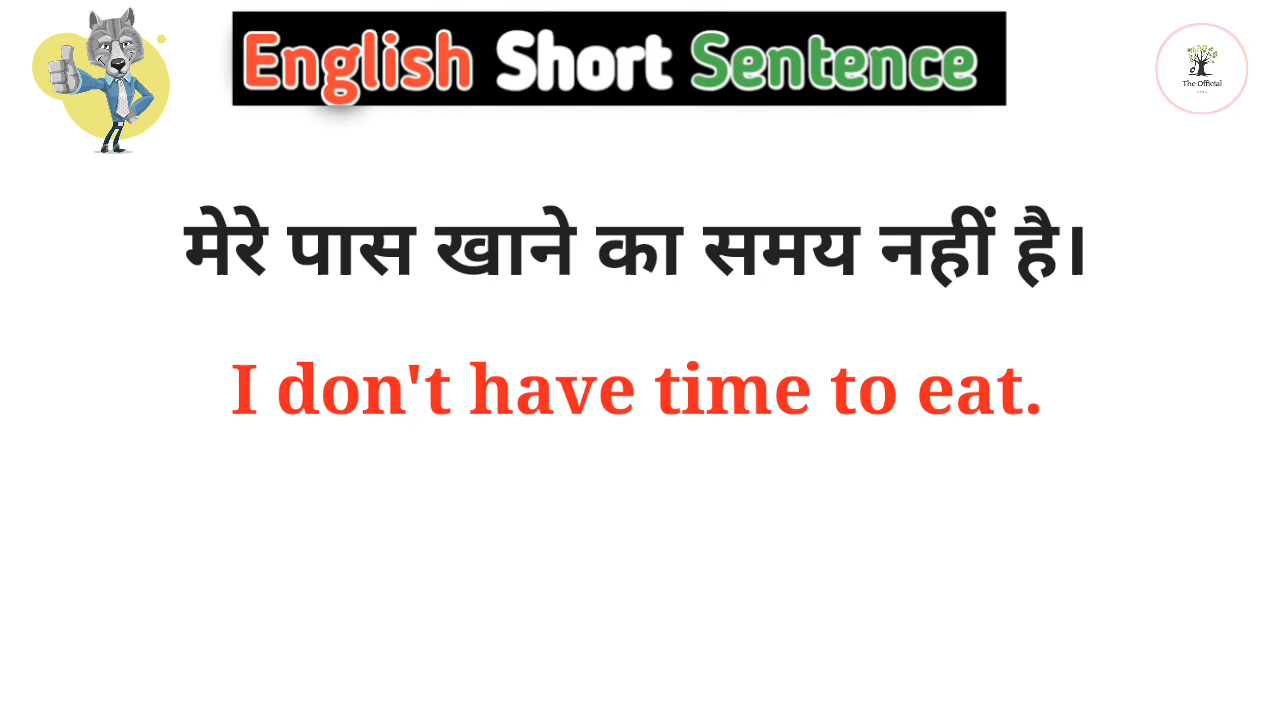 English Short Sentence
The Official
मेरे पास खाने का समय नहीं है।
I don't have time to eat.